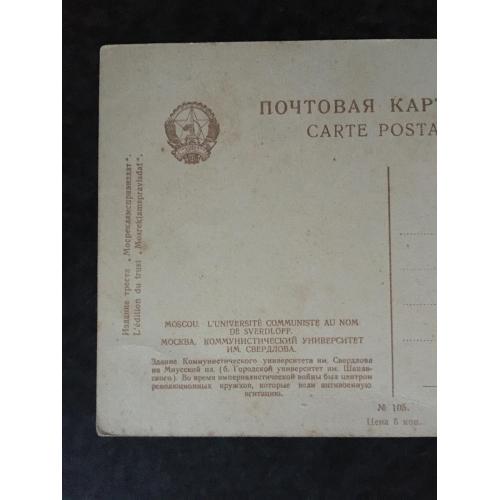 ПОЧТОВАЯ КАРТ
CARTE POSTA
Издание треста „Мосрекламсправиздат".
L'édition du trust „Mosreklamspravisdat".
MOSCOU. L'UNIVERSITÉ COMMUNISTE AU NOM
DE SVERDLOFF.
МОСКВА. КОММУНИСТИЧЕСКИЙ УНИВЕРСИТЕТ
ИМ. СВЕРДЛОВА.
Здание Коммунистического университета им. Свердлова
на Миусской пл. (б. Городской университет им. Шаняв-
ского). Во время империалистической войны был центром
революционных кружков, которые вели антивоенную
агитацию.
№ 105.
Цена 8 коп.